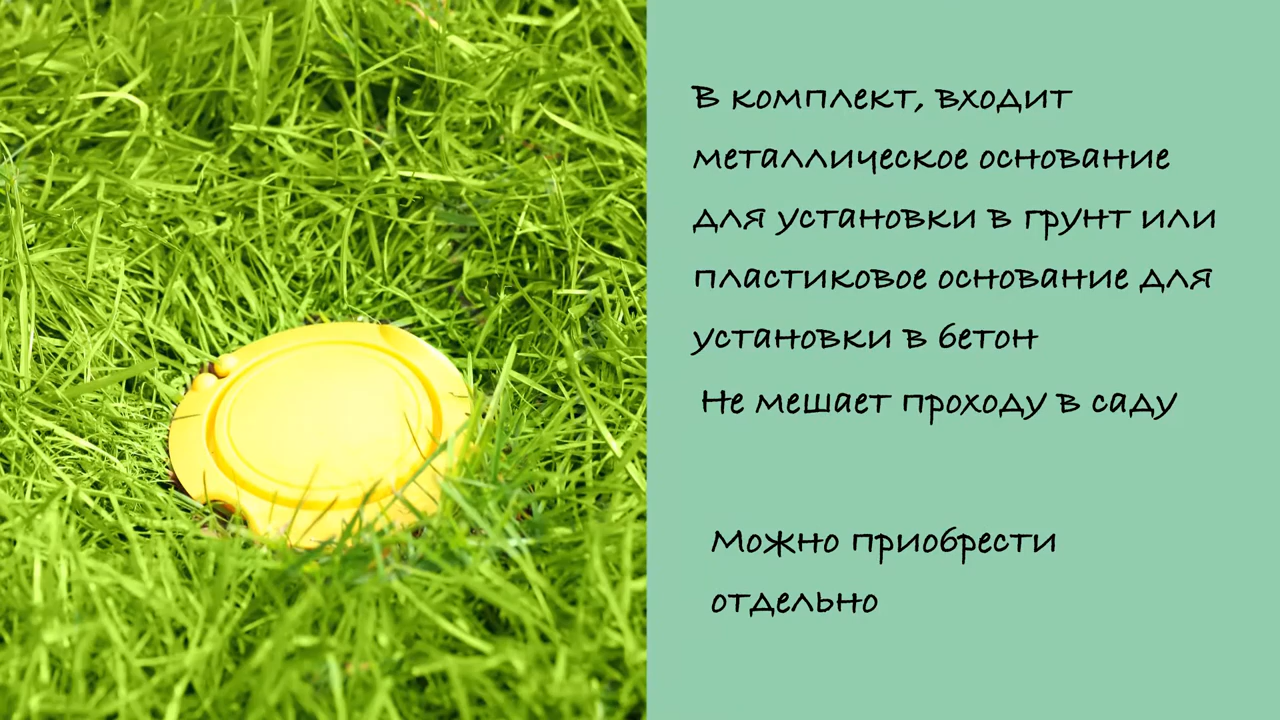 В комплект, входит
металлическое основание
для установки в грунт или
пластиковое основание для
установки в бетон
Не мешает проходу в саду
Можно приобрести
отдельно